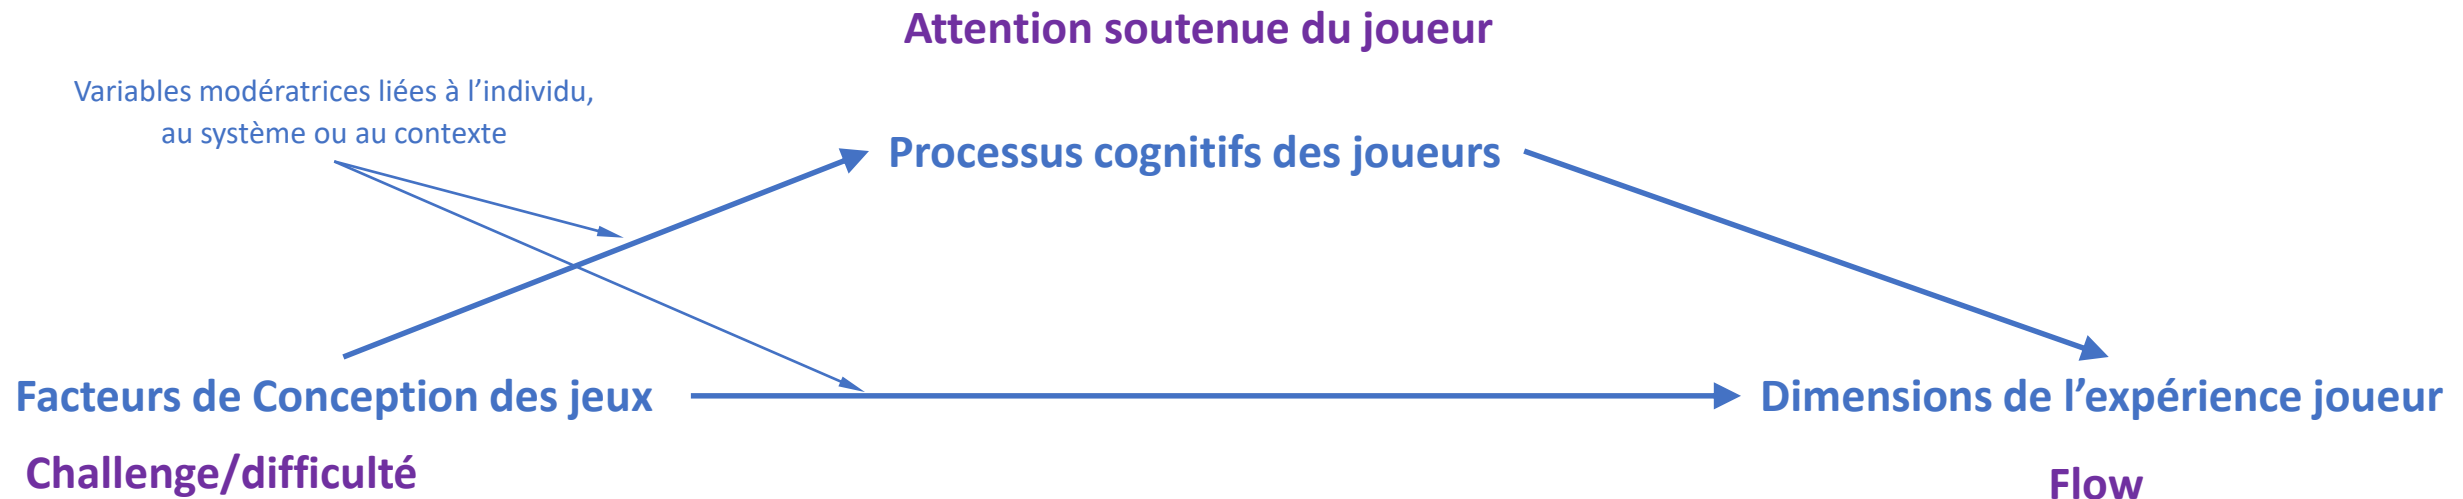 Attention soutenue du joueur
Variables modératrices liées à l’individu,
au système ou au contexte
Processus cognitifs des joueurs
Facteurs de Conception des jeux
Dimensions de l’expérience joueur
Challenge/difficulté
Flow